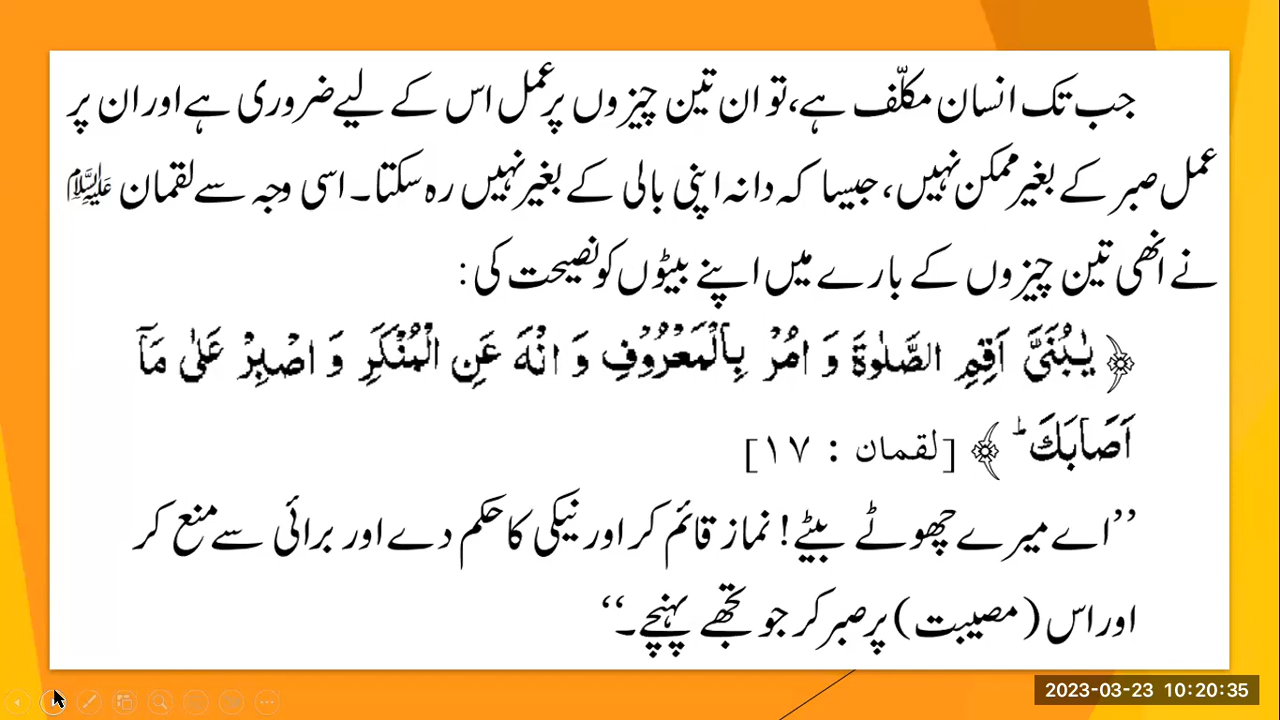 جب تک انسان مکلّف ہے، تو ان تین چیزوں پر عمل اس کے لیے ضروری ہے اور ان پر
عمل صبر کے بغیر ممکن نہیں، جیسا کہ دانہ اپنی بالی کے بغیر نہیں رہ سکتا۔ اسی وجہ سے لقمان علیہ السلام
نے انھی تین چیزوں کے بارے میں اپنے بیٹوں کو نصیحت کی:
﴿یٰبُنَیَّ اَقِمِ الصَّلٰوةَ وَ امُرْ بِالْمَعْرُوْفِ وَ انْهَ عَنِ الْمُنْكَرِ وَ اصْبِرْ عَلٰی مَاۤ
اَصَابَكَ ؕ ﴾ [لقمان : ۱۷]
’’اے میرے چھوٹے بیٹے! نماز قائم کر اور نیکی کا حکم دے اور برائی سے منع کر
اور اس (مصیبت) پر صبر کر جو تجھے پہنچے۔‘‘
2023-03-23 10:20:35